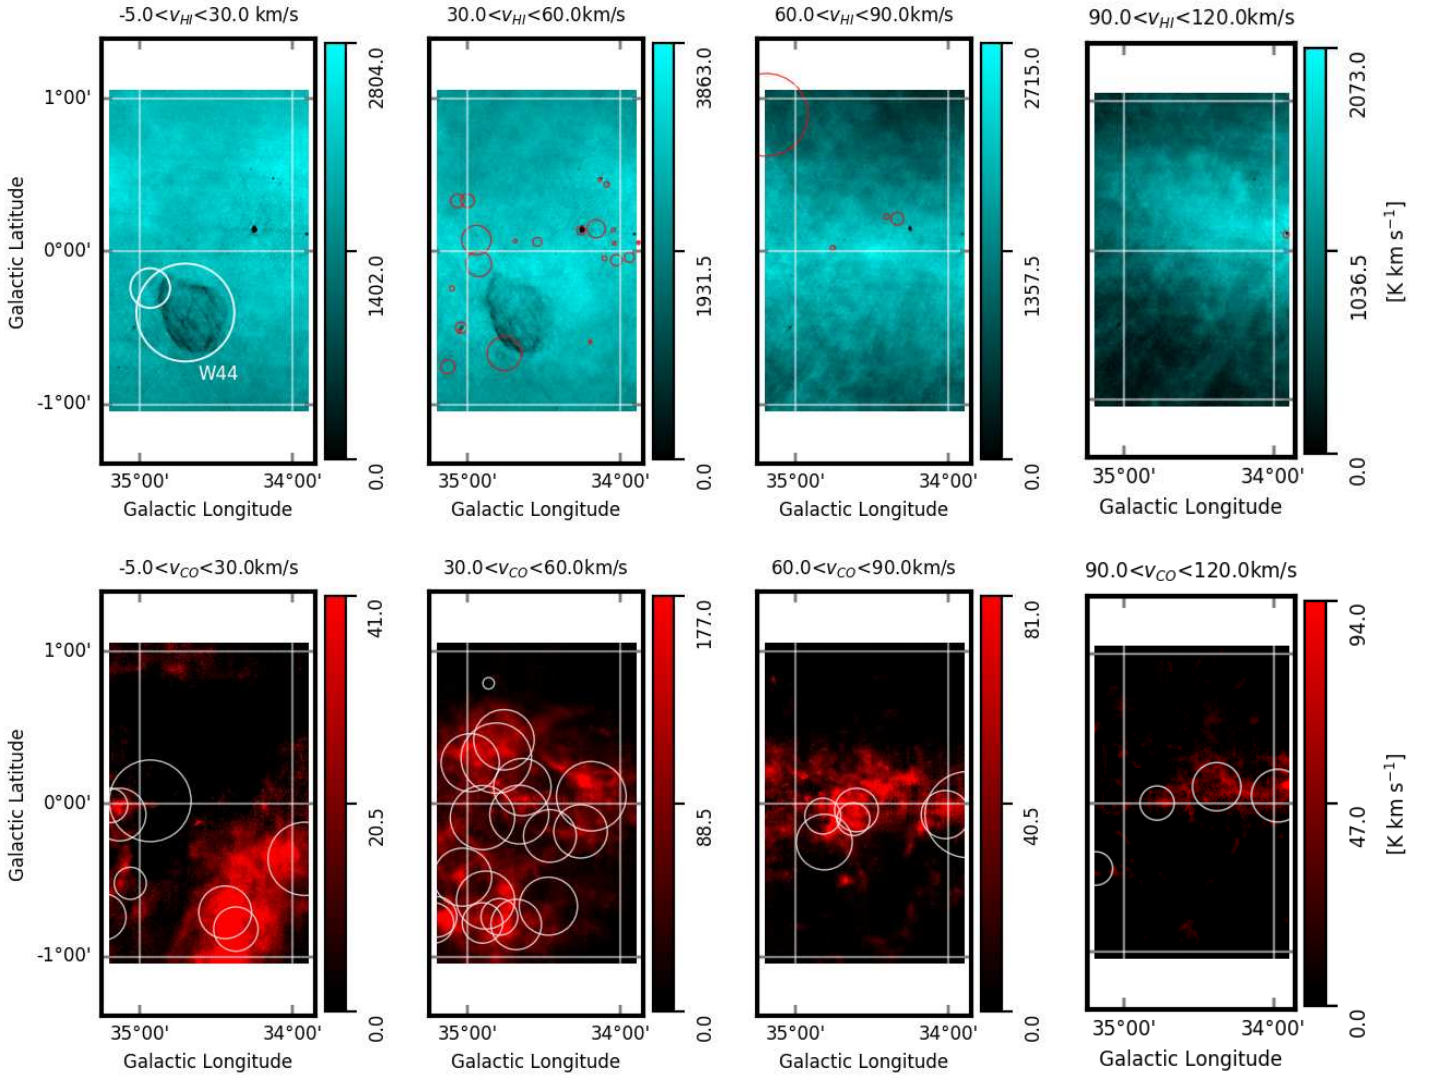 -5.0<v_HI<30.0 km/s
30.0<v_HI<60.0km/s
60.0<v_HI<90.0km/s
90.0<v_HI<120.0km/s
Galactic Latitude
1°00'
0°00'
-1°00'
W44
2804.0
1402.0
0.0
3863.0
1931.5
0.0
2715.0
1357.5
0.0
2073.0
1036.5
0.0
[K km s⁻¹]
35°00' 34°00'
35°00' 34°00'
35°00' 34°00'
35°00' 34°00'
Galactic Longitude
Galactic Longitude
Galactic Longitude
Galactic Longitude
-5.0<v_CO<30.0km/s
30.0<v_CO<60.0km/s
60.0<v_CO<90.0km/s
90.0<v_CO<120.0km/s
Galactic Latitude
1°00'
0°00'
-1°00'
41.0
20.5
0.0
177.0
88.5
0.0
81.0
40.5
0.0
94.0
47.0
0.0
[K km s⁻¹]
35°00' 34°00'
35°00' 34°00'
35°00' 34°00'
35°00' 34°00'
Galactic Longitude
Galactic Longitude
Galactic Longitude
Galactic Longitude